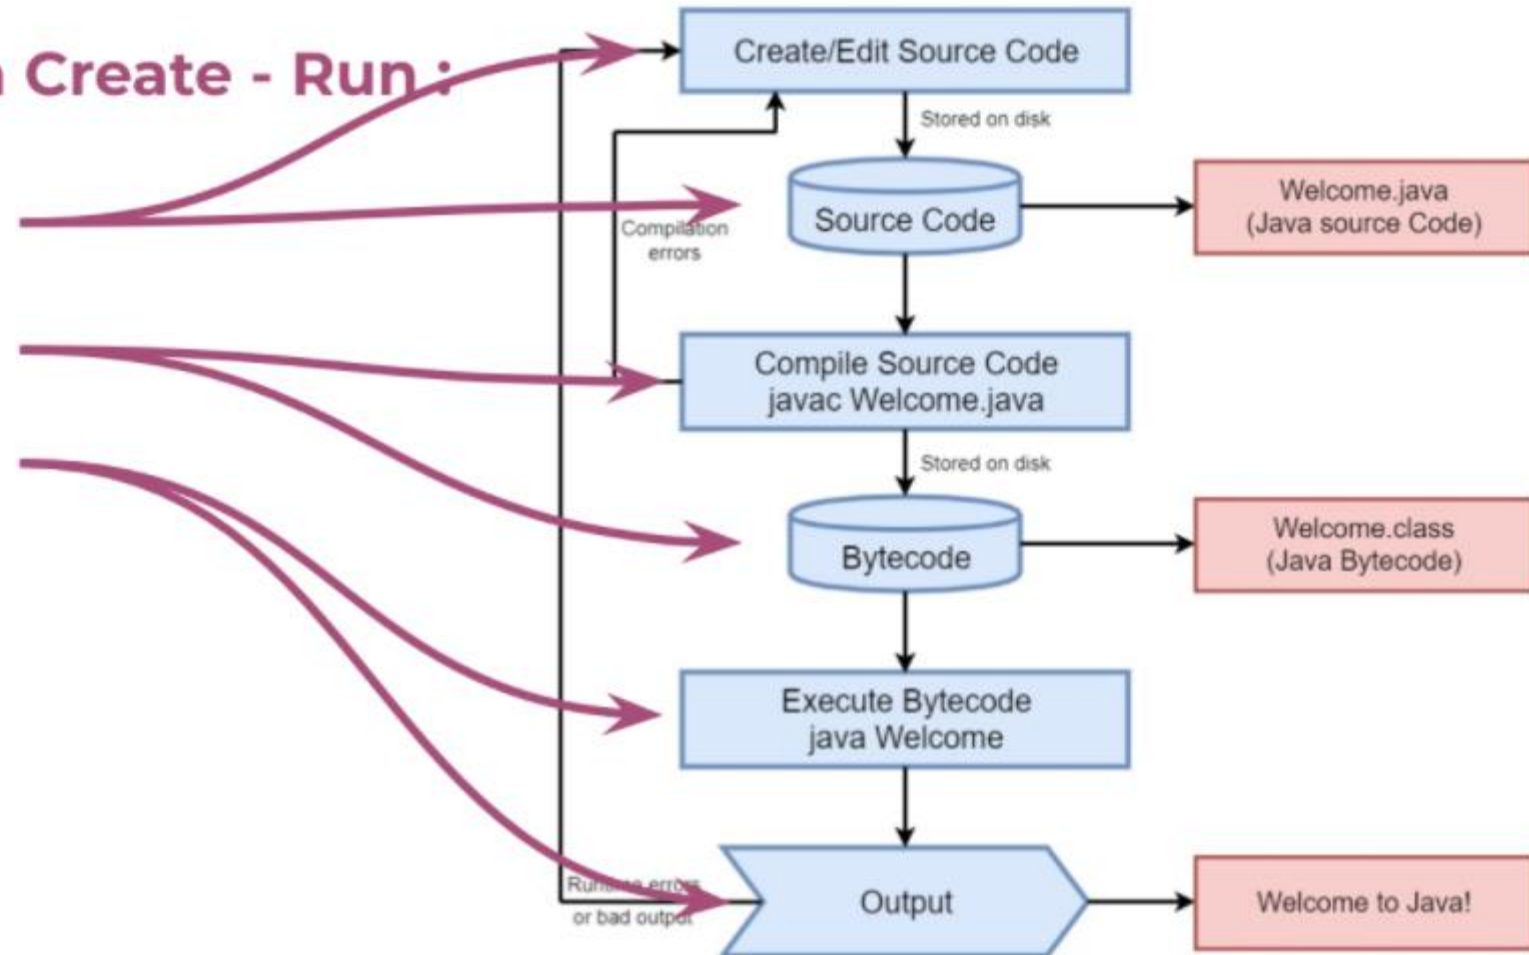 Create - Run :
Create/Edit Source Code
Stored on disk
Source Code
Welcome.java
(Java source Code)
Compilation
errors
Compile Source Code
javac Welcome.java
Stored on disk
Bytecode
Welcome.class
(Java Bytecode)
Execute Bytecode
java Welcome
Runtime errors
or bad output
Output
Welcome to Java!